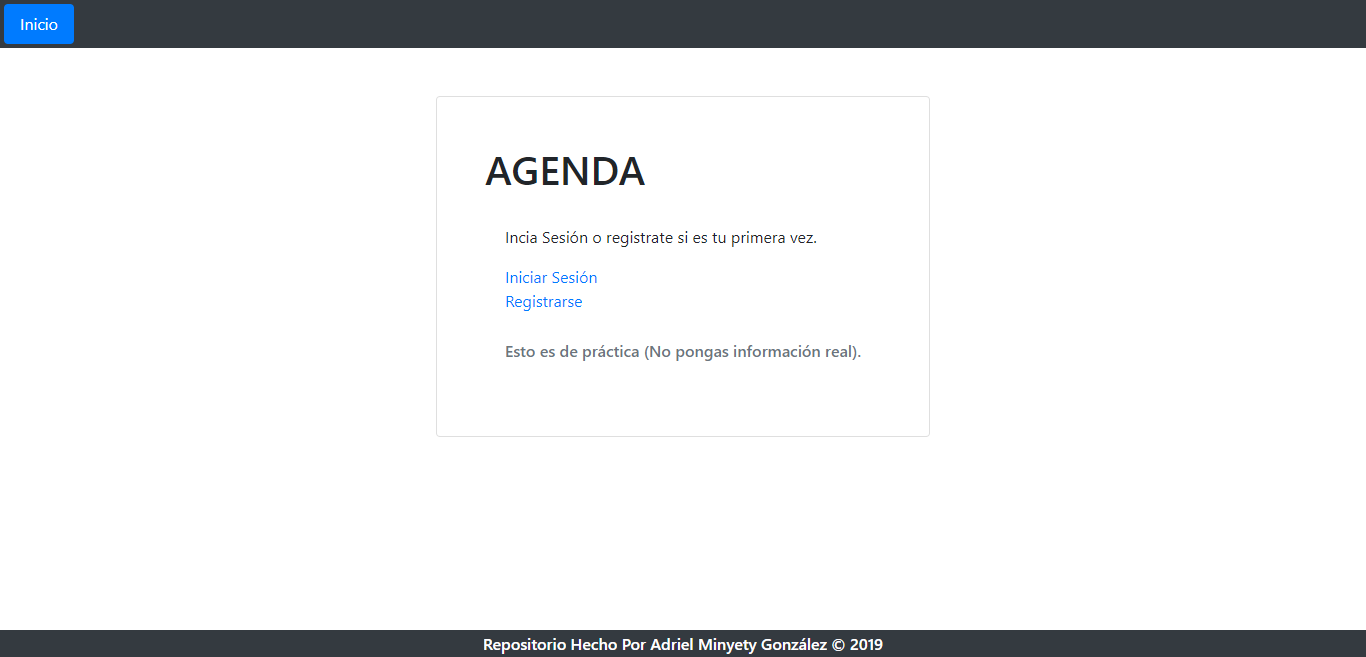 Inicio
AGENDA
Incia Sesión o registrate si es tu primera vez.
Iniciar Sesión
Registrarse
Esto es de práctica (No pongas información real).
Repositorio Hecho Por Adriel Minyety González © 2019